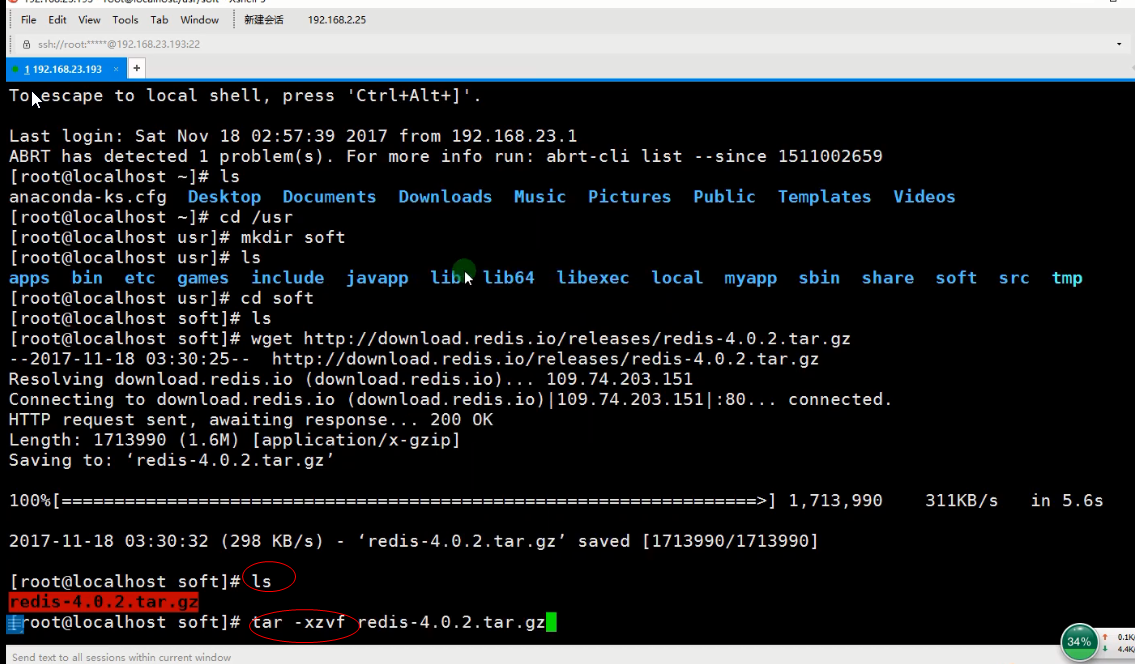 File Edit View Tools Tab Window 新建会话 192.168.2.25
ssh://root:*****@192.168.23.193:22
1 192.168.23.193 × +
To escape to local shell, press 'Ctrl+Alt+]'.
Last login: Sat Nov 18 02:57:39 2017 from 192.168.23.1
ABRT has detected 1 problem(s). For more info run: abrt-cli list --since 1511002659
[root@localhost ~]# ls
anaconda-ks.cfg Desktop Documents Downloads Music Pictures Public Templates Videos
[root@localhost ~]# cd /usr
[root@localhost usr]# mkdir soft
[root@localhost usr]# ls
apps bin etc games include javapp lib lib64 libexec local myapp sbin share soft src tmp
[root@localhost usr]# cd soft
[root@localhost soft]# ls
[root@localhost soft]# wget http://download.redis.io/releases/redis-4.0.2.tar.gz
--2017-11-18 03:30:25-- http://download.redis.io/releases/redis-4.0.2.tar.gz
Resolving download.redis.io (download.redis.io)... 109.74.203.151
Connecting to download.redis.io (download.redis.io)|109.74.203.151|:80... connected.
HTTP request sent, awaiting response... 200 OK
Length: 1713990 (1.6M) [application/x-gzip]
Saving to: ‘redis-4.0.2.tar.gz’
100%[==================================================================>] 1,713,990 311KB/s in 5.6s
2017-11-18 03:30:32 (298 KB/s) - ‘redis-4.0.2.tar.gz’ saved [1713990/1713990]
[root@localhost soft]# ls
redis-4.0.2.tar.gz
[root@localhost soft]# tar -xzvf redis-4.0.2.tar.gz
34% 0.1K/
4.4K/
Send text to all sessions within current window